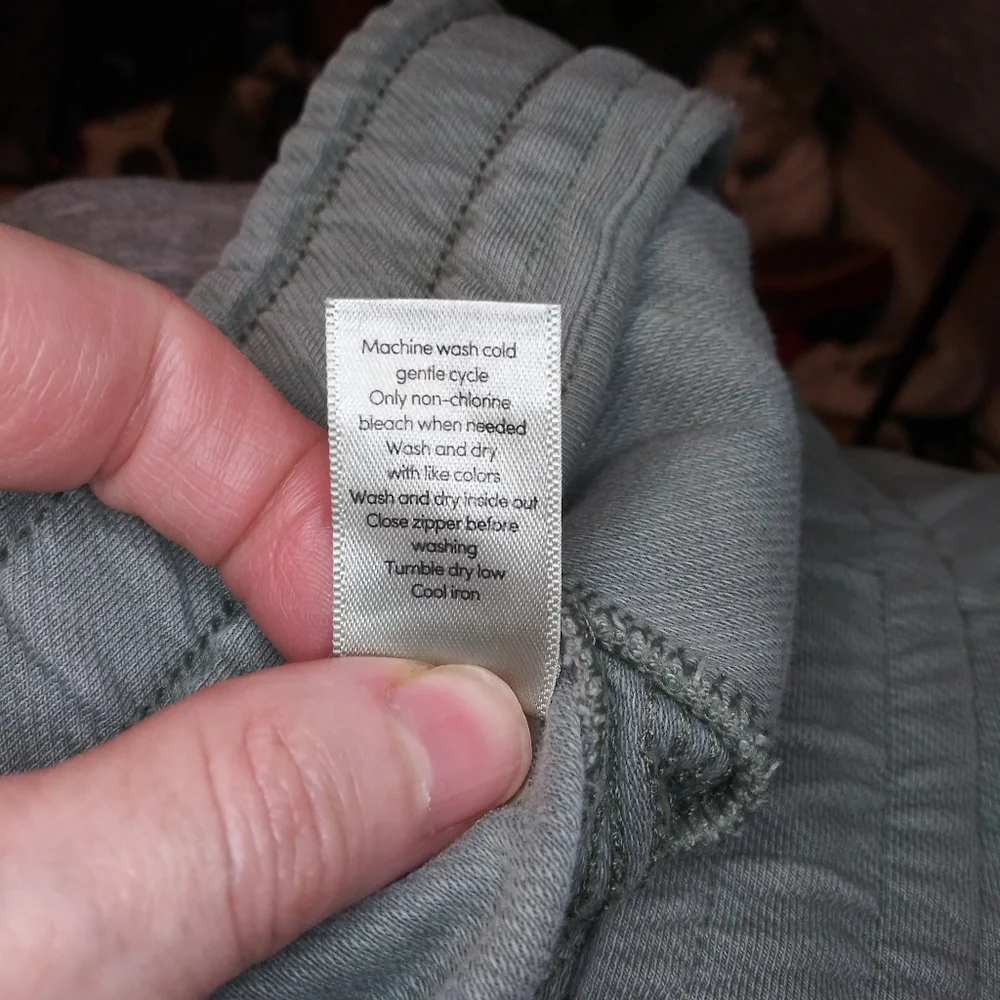 Machine wash cold
gentle cycle
Only non-chlorine
bleach when needed
Wash and dry
with like colors
Wash and dry inside out
Close zipper before
washing
Tumble dry low
Cool iron